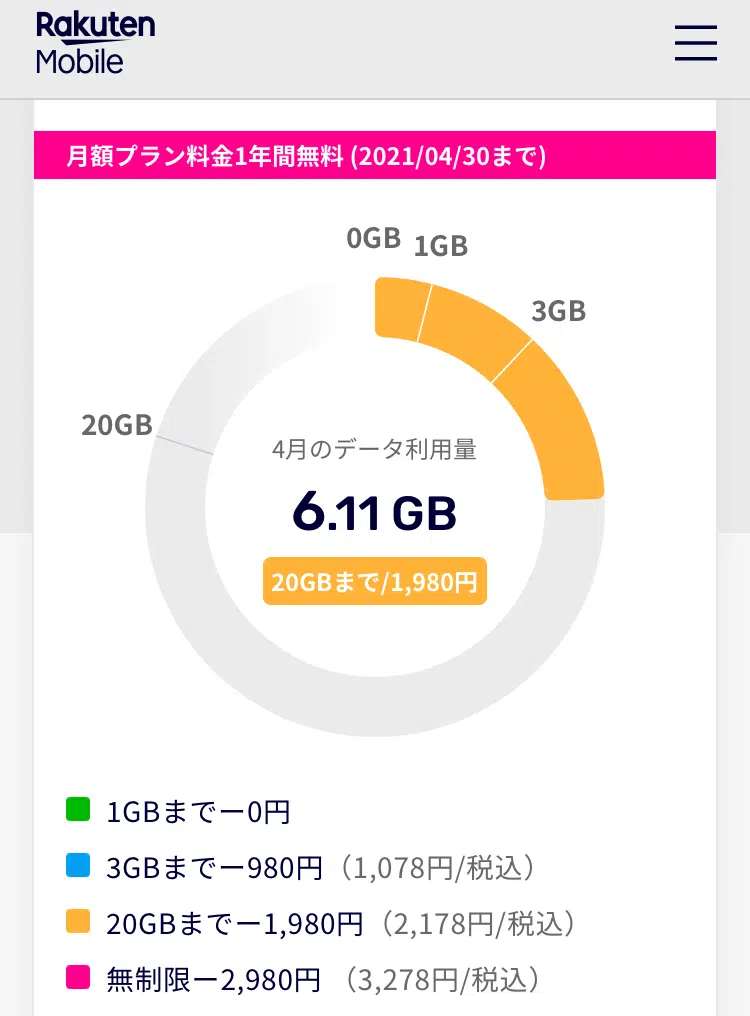 Rakuten
Mobile
月額プラン料金1年間無料 (2021/04/30まで)
0GB
1GB
3GB
20GB
4月のデータ利用量
6.11 GB
20GBまで/1,980円
1GBまでー0円
3GBまでー980円（1,078円/税込）
20GBまでー1,980円（2,178円/税込）
無制限ー2,980円 （3,278円/税込）